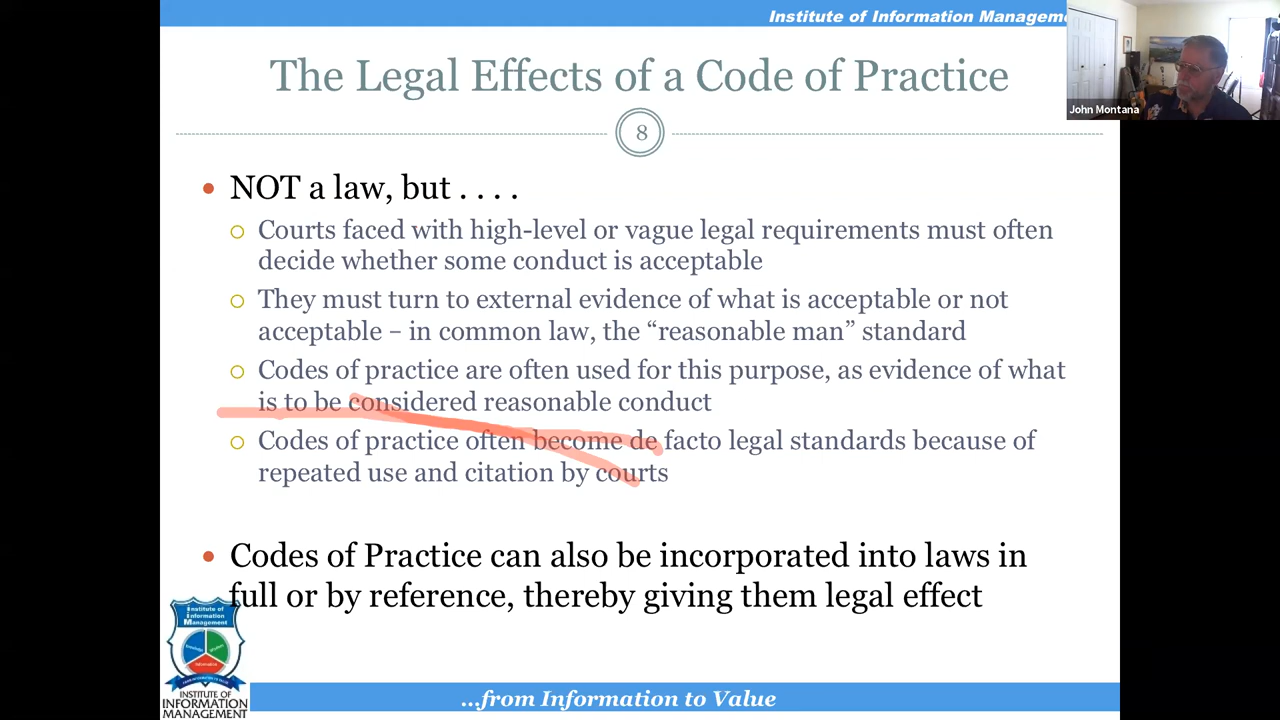 Institute of Information Manageme
John Montana
The Legal Effects of a Code of Practice
8
NOT a law, but . . . .
Courts faced with high-level or vague legal requirements must often
decide whether some conduct is acceptable
They must turn to external evidence of what is acceptable or not
acceptable – in common law, the “reasonable man” standard
Codes of practice are often used for this purpose, as evidence of what
is to be considered reasonable conduct
Codes of practice often become de facto legal standards because of
repeated use and citation by courts
Codes of Practice can also be incorporated into laws in
full or by reference, thereby giving them legal effect
Institute of
Information
Management
Knowledge
Information
INSTITUTE OF
INFORMATION
MANAGEMENT
...from Information to Value